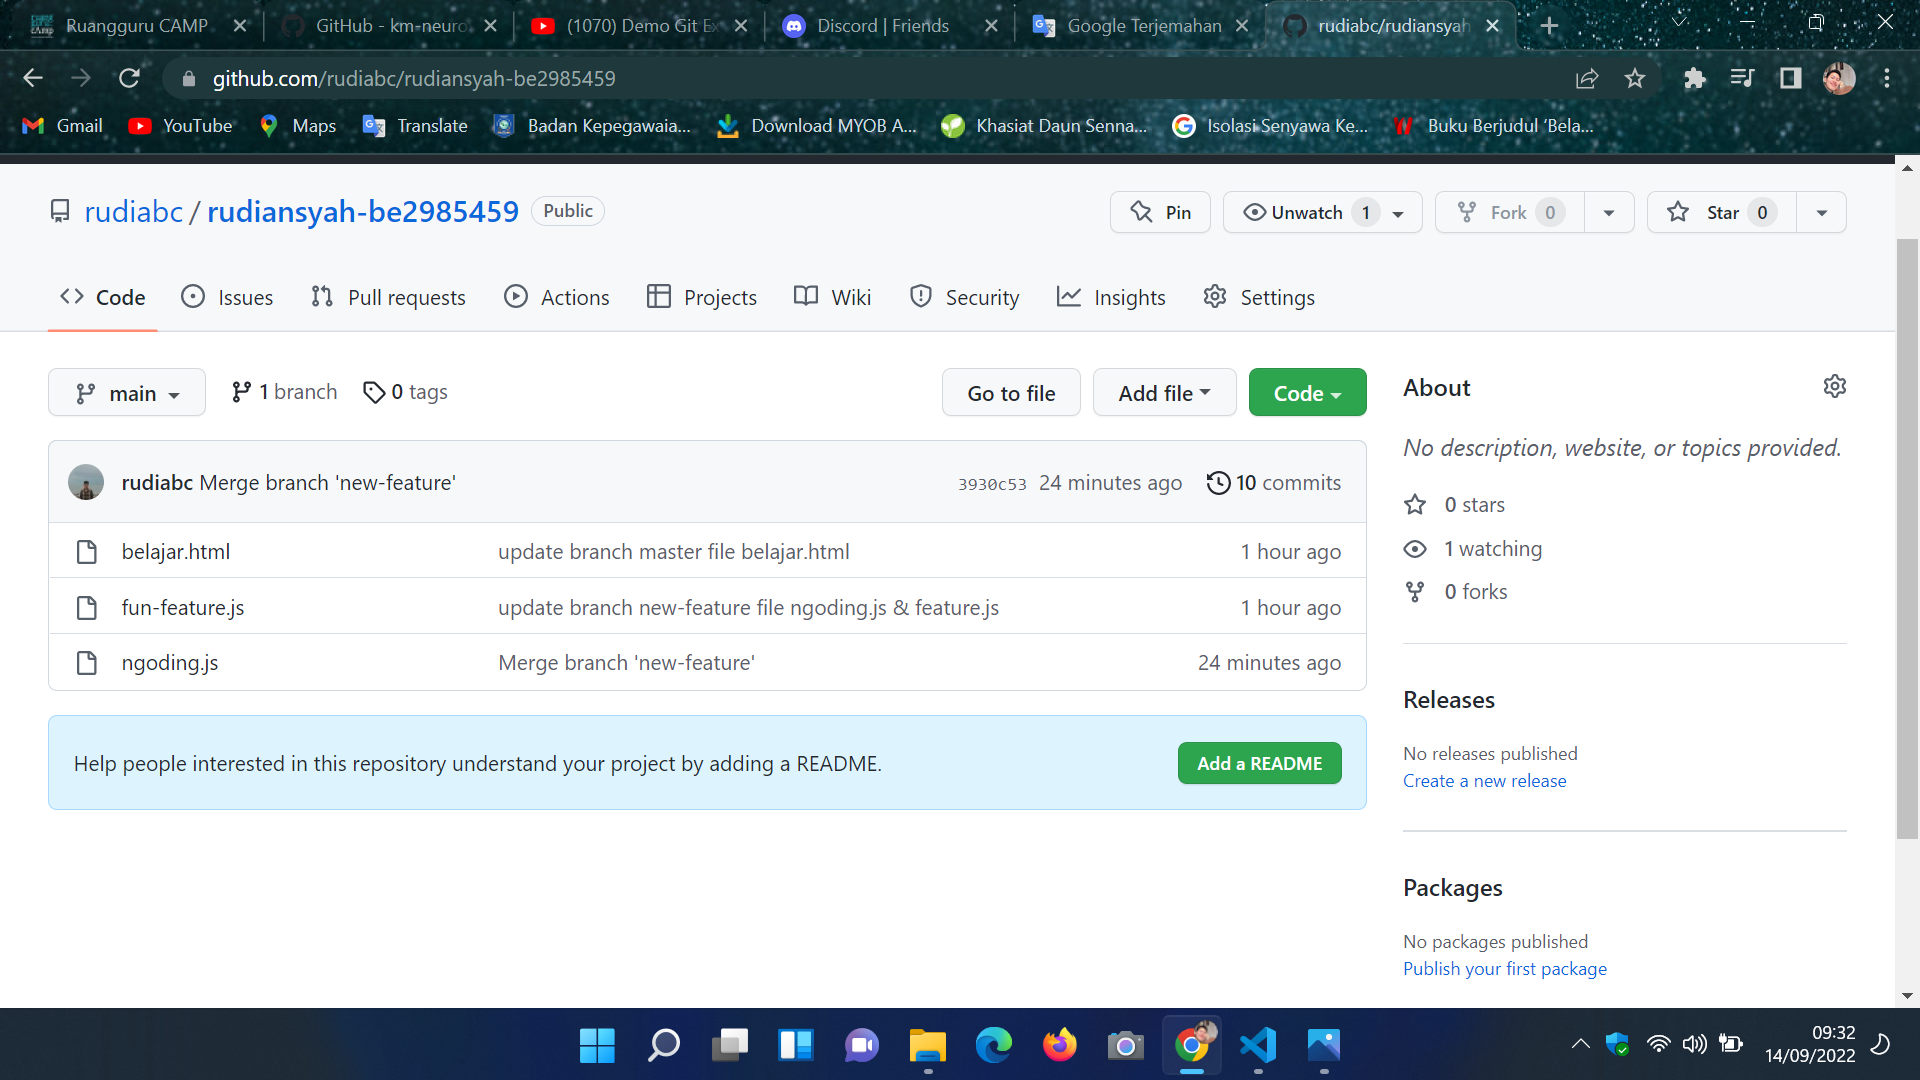 Ruangguru CAMP
GitHub - km-neuro
(1070) Demo Git Ex
Discord | Friends
Google Terjemahan
rudiabc/rudiansyah
github.com/rudiabc/rudiansyah-be2985459
Gmail
YouTube
Maps
Translate
Badan Kepegawaia...
Download MYOB A...
Khasiat Daun Senna...
Isolasi Senyawa Ke...
Buku Berjudul ‘Bela...
rudiabc / rudiansyah-be2985459 Public
Pin
Unwatch 1
Fork 0
Star 0
Code
Issues
Pull requests
Actions
Projects
Wiki
Security
Insights
Settings
main
1 branch
0 tags
Go to file
Add file
Code
rudiabc Merge branch 'new-feature' 3930c53 24 minutes ago 10 commits
belajar.html update branch master file belajar.html 1 hour ago
fun-feature.js update branch new-feature file ngoding.js & feature.js 1 hour ago
ngoding.js Merge branch 'new-feature' 24 minutes ago
Help people interested in this repository understand your project by adding a README.
Add a README
About
No description, website, or topics provided.
0 stars
1 watching
0 forks
Releases
No releases published
Create a new release
Packages
No packages published
Publish your first package
09:32
14/09/2022